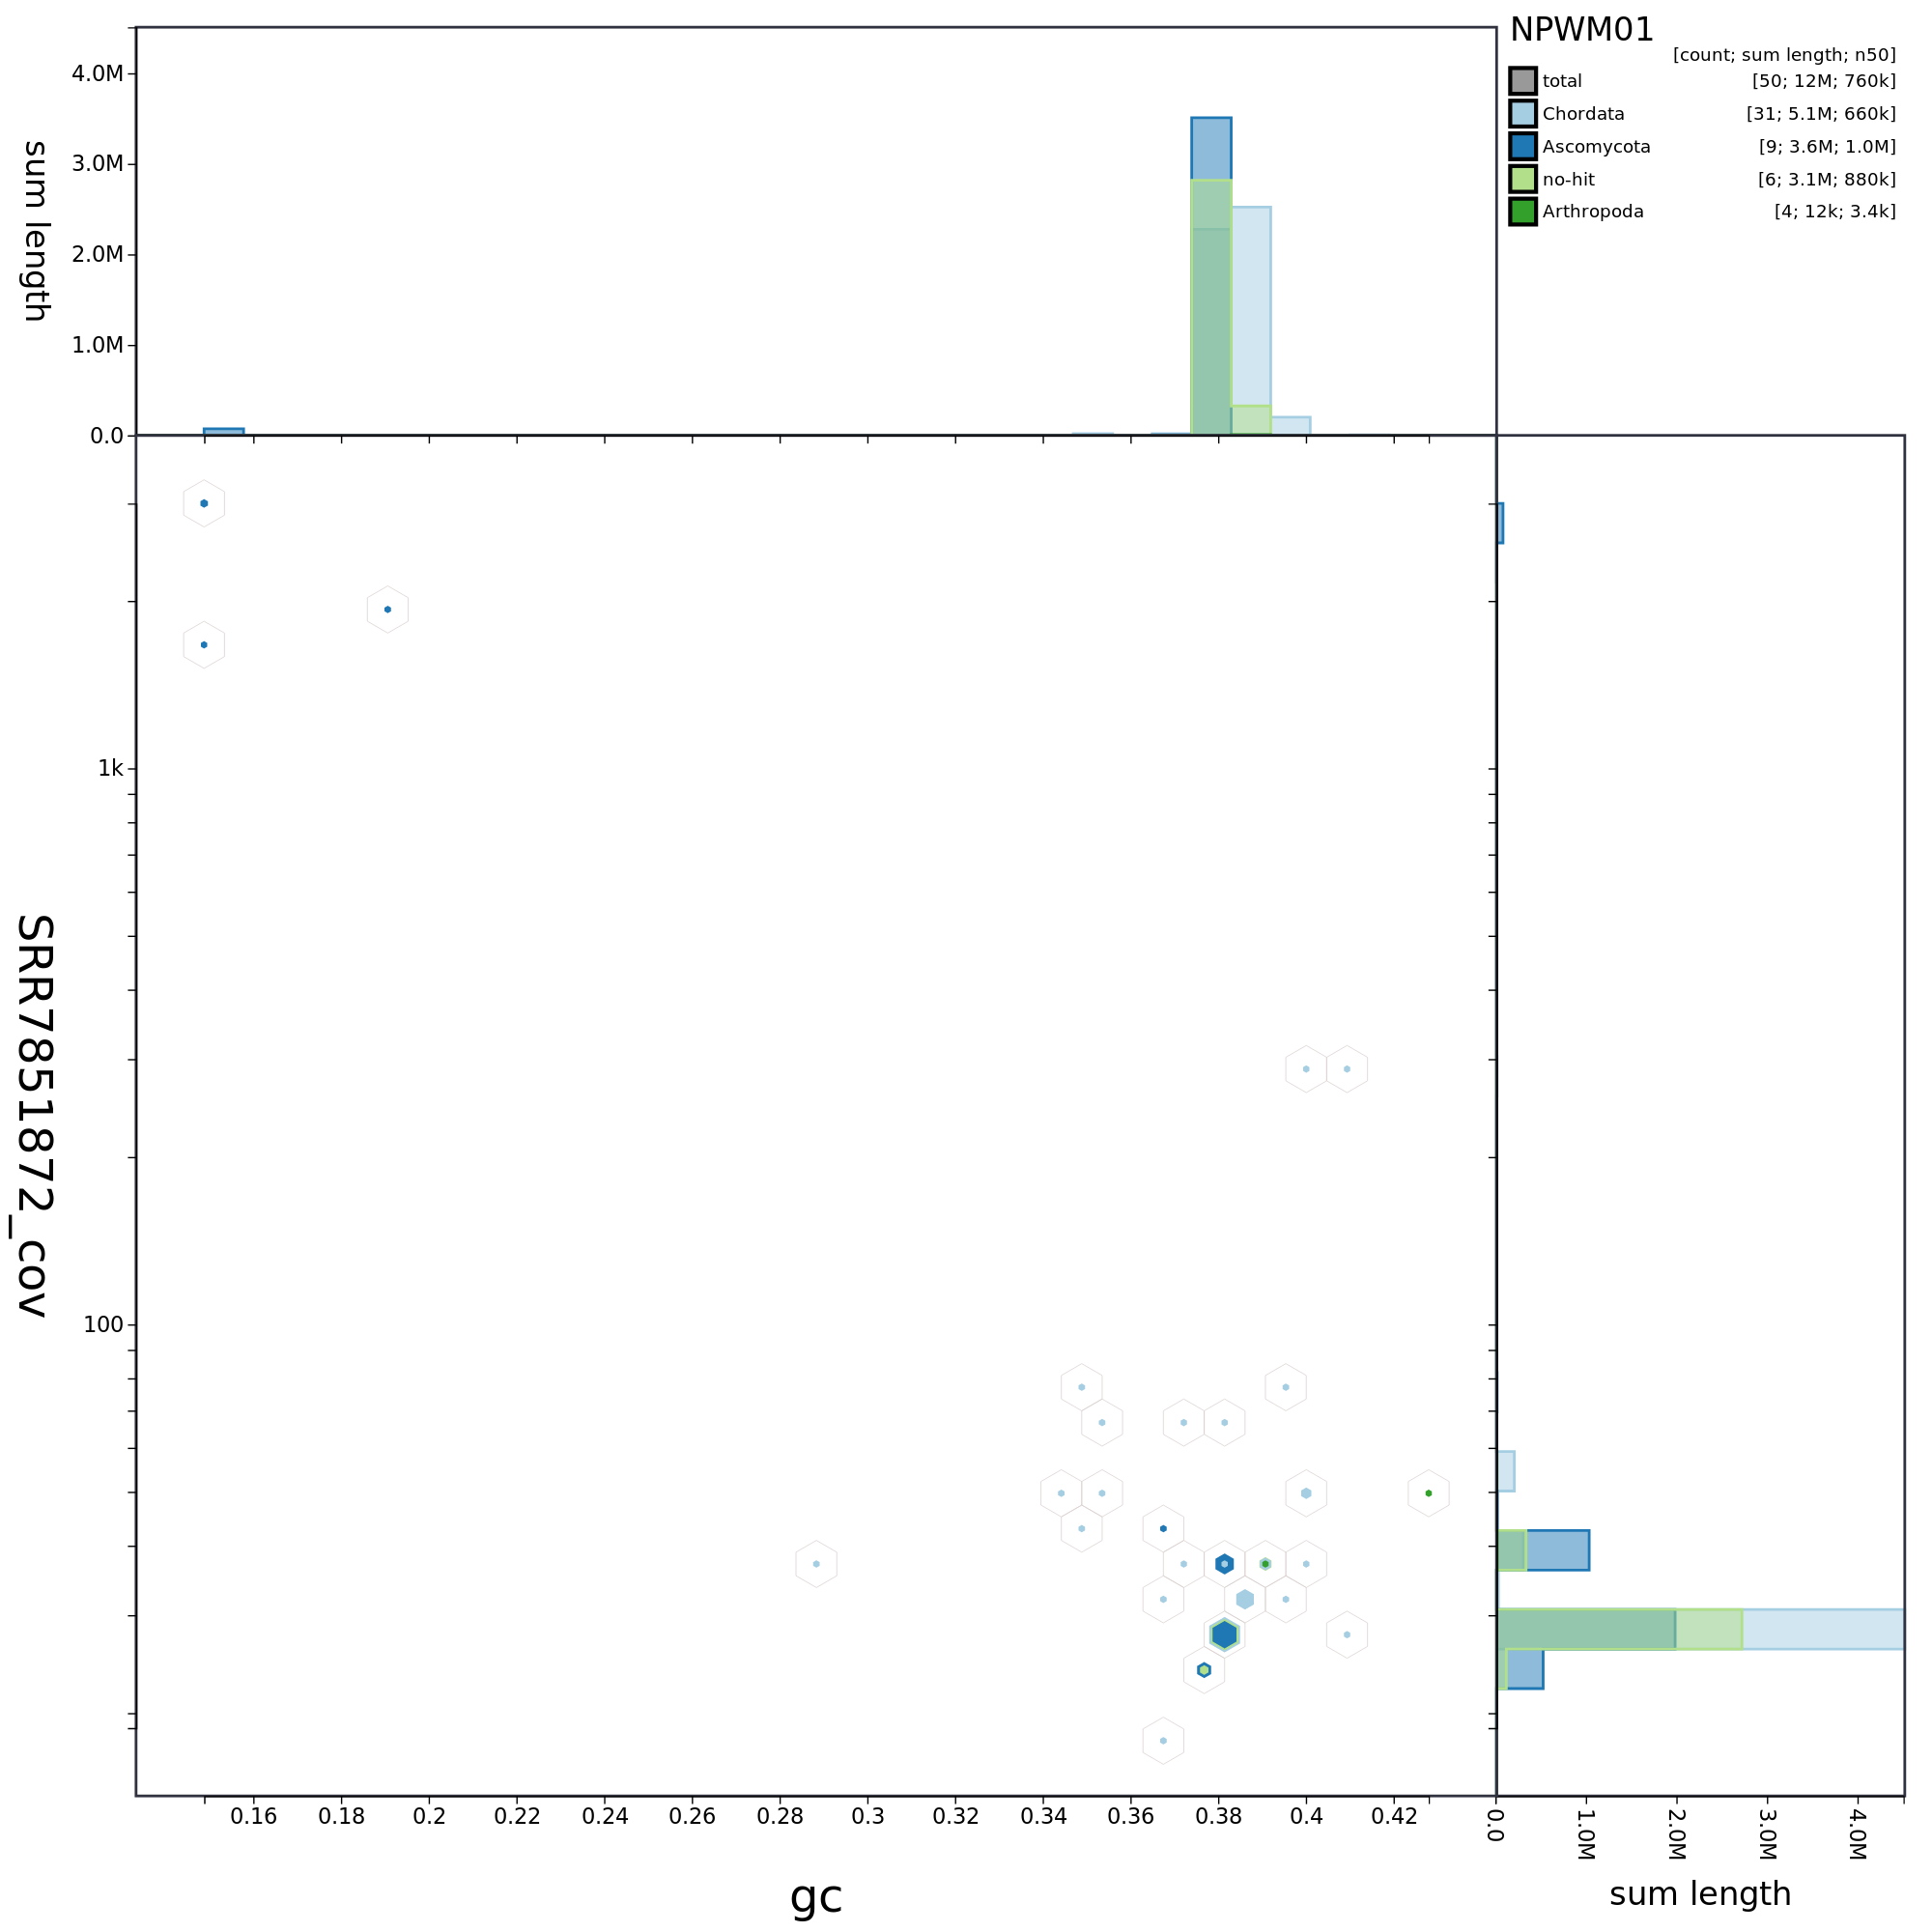 NPWM01
[count; sum length; n50]
total [50; 12M; 760k]
Chordata [31; 5.1M; 660k]
Ascomycota [9; 3.6M; 1.0M]
no-hit [6; 3.1M; 880k]
Arthropoda [4; 12k; 3.4k]
sum length
4.0M
3.0M
2.0M
1.0M
0.0
SRR7851872_cov
1k
100
0.16 0.18 0.2 0.22 0.24 0.26 0.28 0.3 0.32 0.34 0.36 0.38 0.4 0.42
gc
0.0 1.0M 2.0M 3.0M 4.0M
sum length